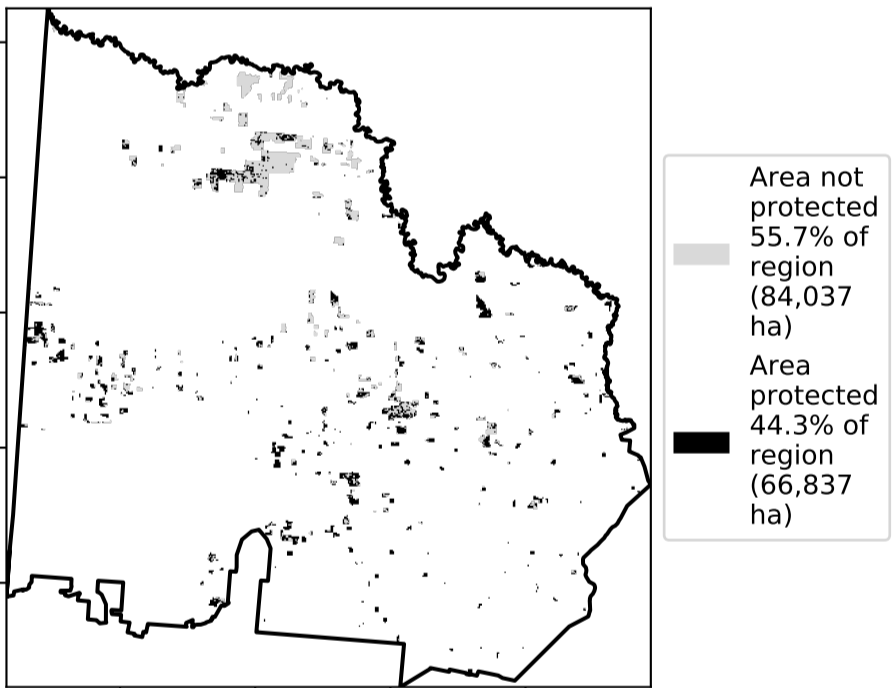 Area not
protected
55.7% of
region
(84,037
ha)
Area
protected
44.3% of
region
(66,837
ha)